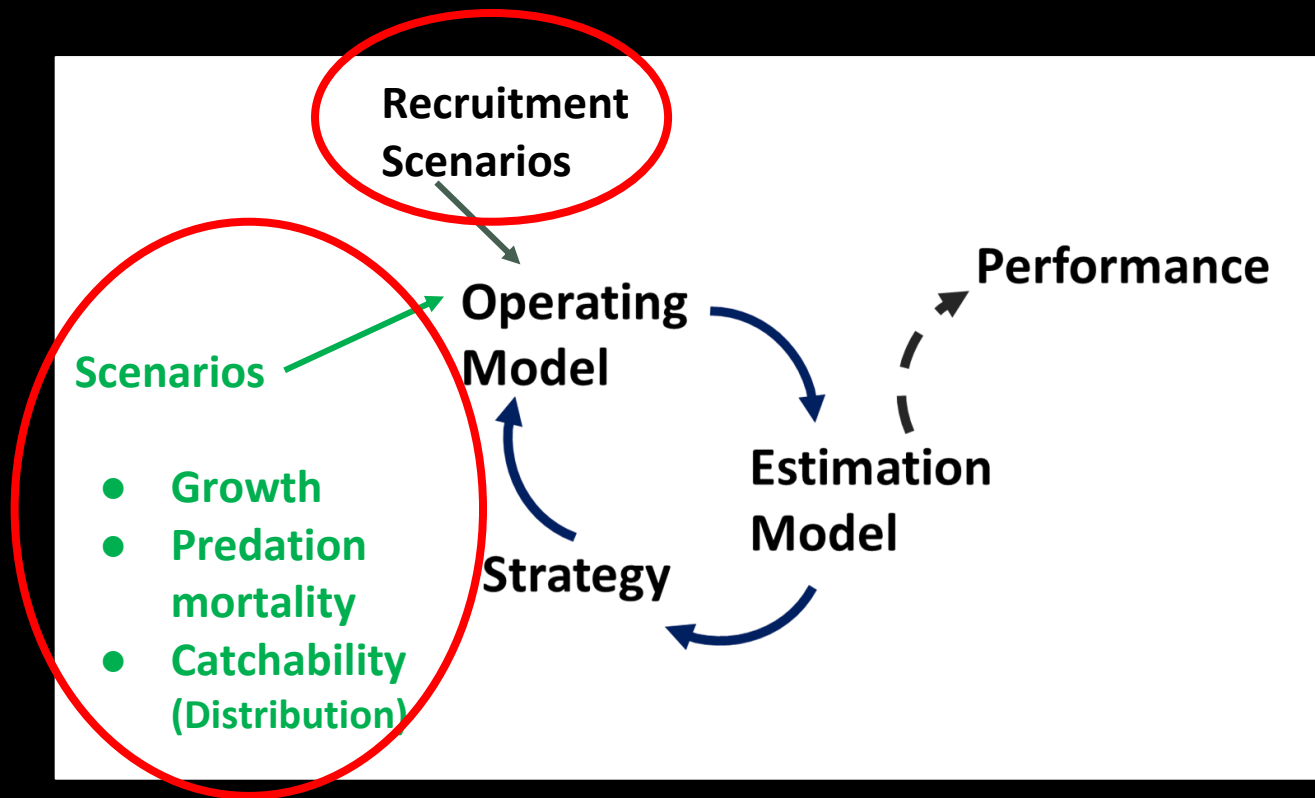 Recruitment
Scenarios
Performance
Operating
Model
Scenarios
Estimation
Model
Strategy
● Growth
● Predation
mortality
● Catchability
(Distribution)